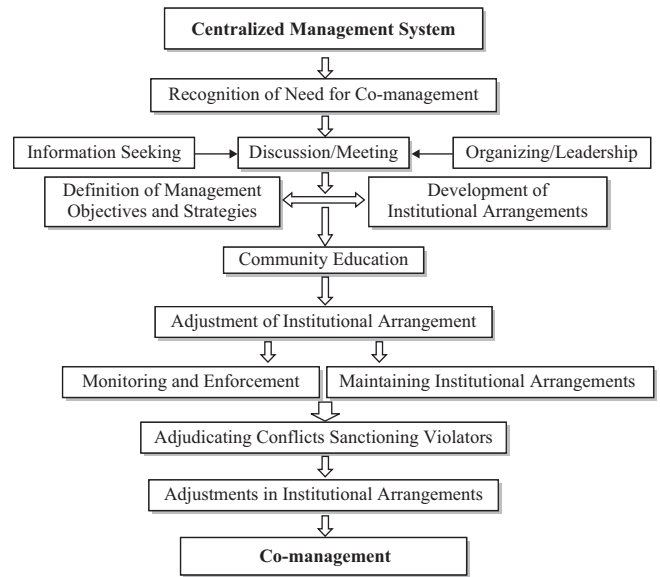 Centralized Management System
Recognition of Need for Co-management
Information Seeking
Discussion/Meeting
Organizing/Leadership
Definition of Management
Objectives and Strategies
Development of
Institutional Arrangements
Community Education
Adjustment of Institutional Arrangement
Monitoring and Enforcement
Maintaining Institutional Arrangements
Adjudicating Conflicts Sanctioning Violators
Adjustments in Institutional Arrangements
Co-management